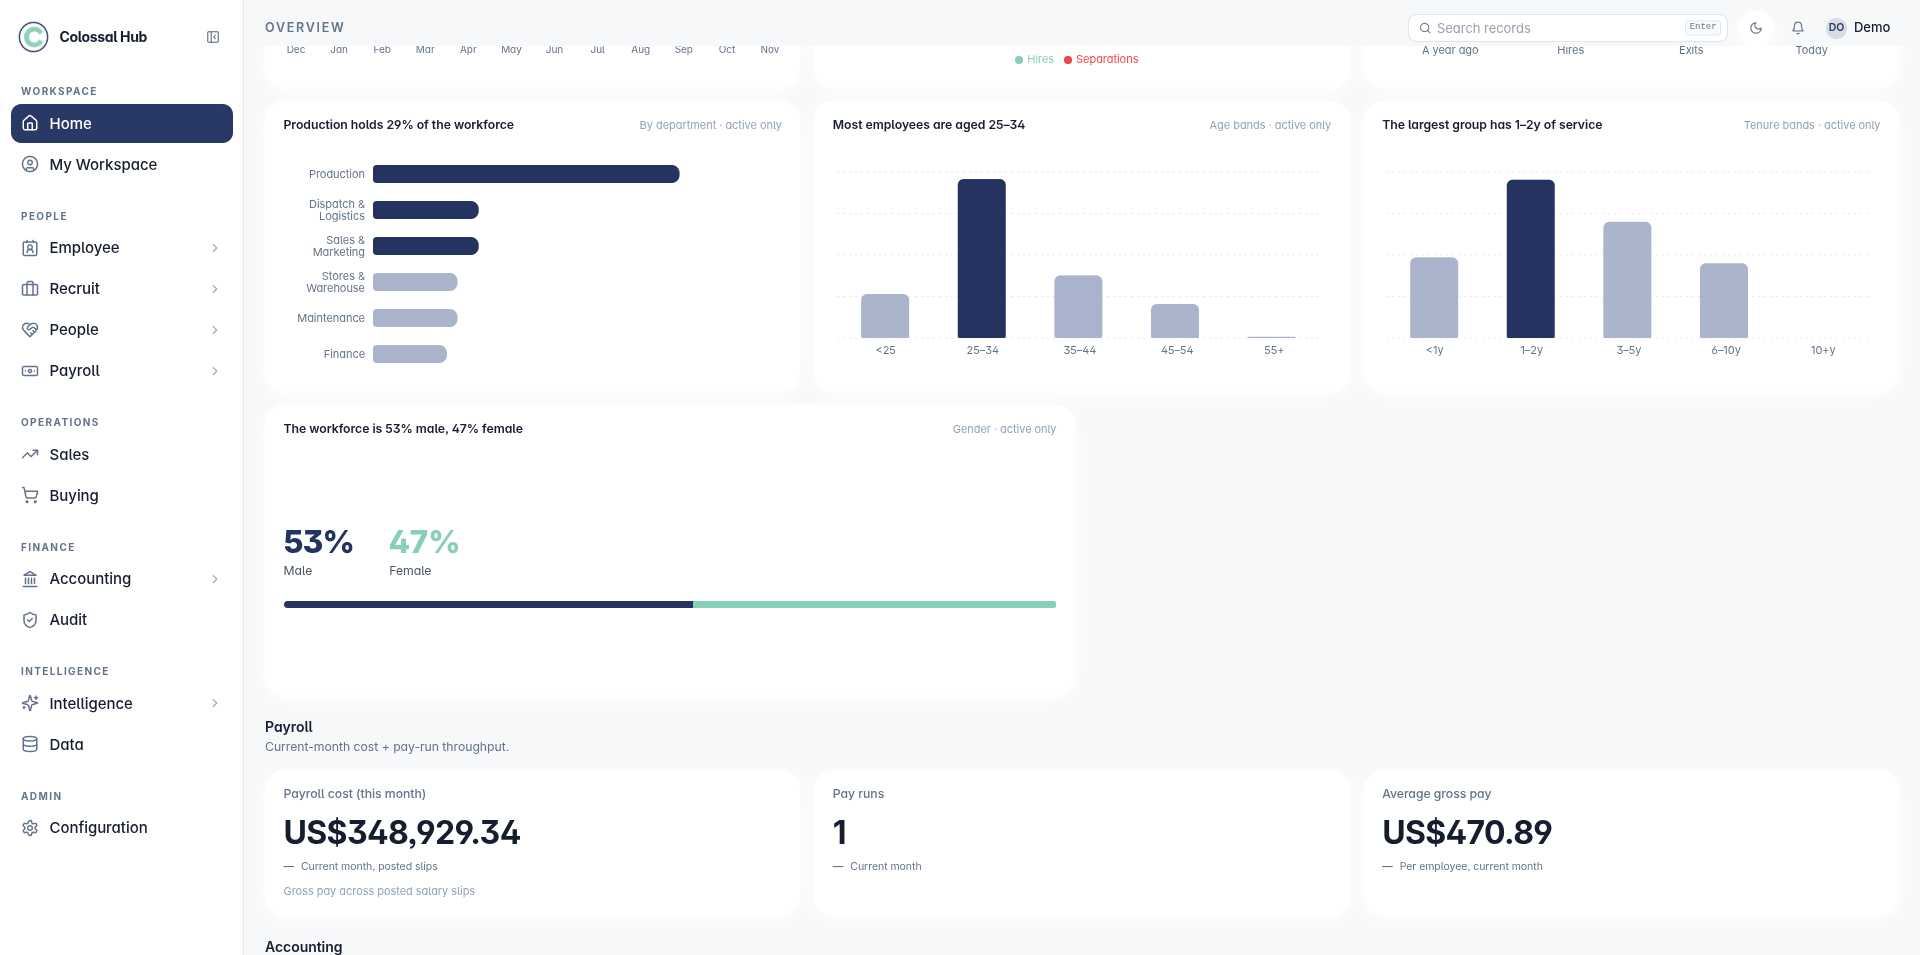 Colossal Hub
WORKSPACE
Home
My Workspace
PEOPLE
Employee
Recruit
People
Payroll
OPERATIONS
Sales
Buying
FINANCE
Accounting
Audit
INTELLIGENCE
Intelligence
Data
ADMIN
Configuration
OVERVIEW
Search records
Enter
DO
Demo
Dec Jan Feb Mar Apr May Jun Jul Aug Sep Oct Nov
Hires Separations
A year ago Hires Exits Today
Production holds 29% of the workforce
By department · active only
Production
Dispatch &
Logistics
Sales &
Marketing
Stores &
Warehouse
Maintenance
Finance
Most employees are aged 25–34
Age bands · active only
<25 25–34 35–44 45–54 55+
The largest group has 1–2y of service
Tenure bands · active only
<1y 1–2y 3–5y 6–10y 10+y
The workforce is 53% male, 47% female
Gender · active only
53% 47%
Male Female
Payroll
Current-month cost + pay-run throughput.
Payroll cost (this month)
US$348,929.34
— Current month, posted slips
Gross pay across posted salary slips
Pay runs
1
— Current month
Average gross pay
US$470.89
— Per employee, current month
Accounting